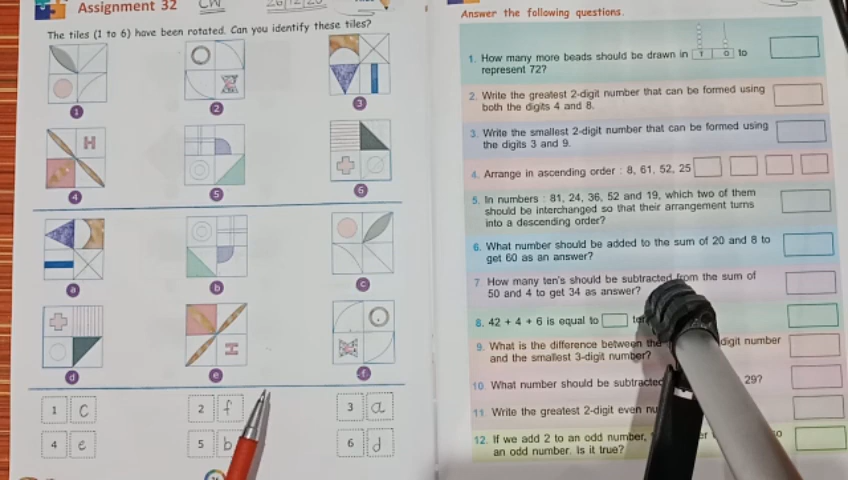 Assignment 32
CW
The tiles (1 to 6) have been rotated. Can you identify these tiles?
1
2
3
H
4
5
6
a
b
c
H
d
e
f
1 c
2 f
3 a
4 e
5 b
6 d
Answer the following questions.
1. How many more beads should be drawn in T O to
represent 72?
2. Write the greatest 2-digit number that can be formed using
both the digits 4 and 8.
3. Write the smallest 2-digit number that can be formed using
the digits 3 and 9.
4. Arrange in ascending order : 8, 61, 52, 25
5. In numbers : 81, 24, 36, 52 and 19, which two of them
should be interchanged so that their arrangement turns
into a descending order?
6. What number should be added to the sum of 20 and 8 to
get 60 as an answer?
7. How many ten's should be subtracted from the sum of
50 and 4 to get 34 as answer?
8. 42 + 4 + 6 is equal to
9. What is the difference between the digit number
and the smallest 3-digit number?
10. What number should be subtracted 29?
11. Write the greatest 2-digit even
12. If we add 2 to an odd number,
an odd number. Is it true?